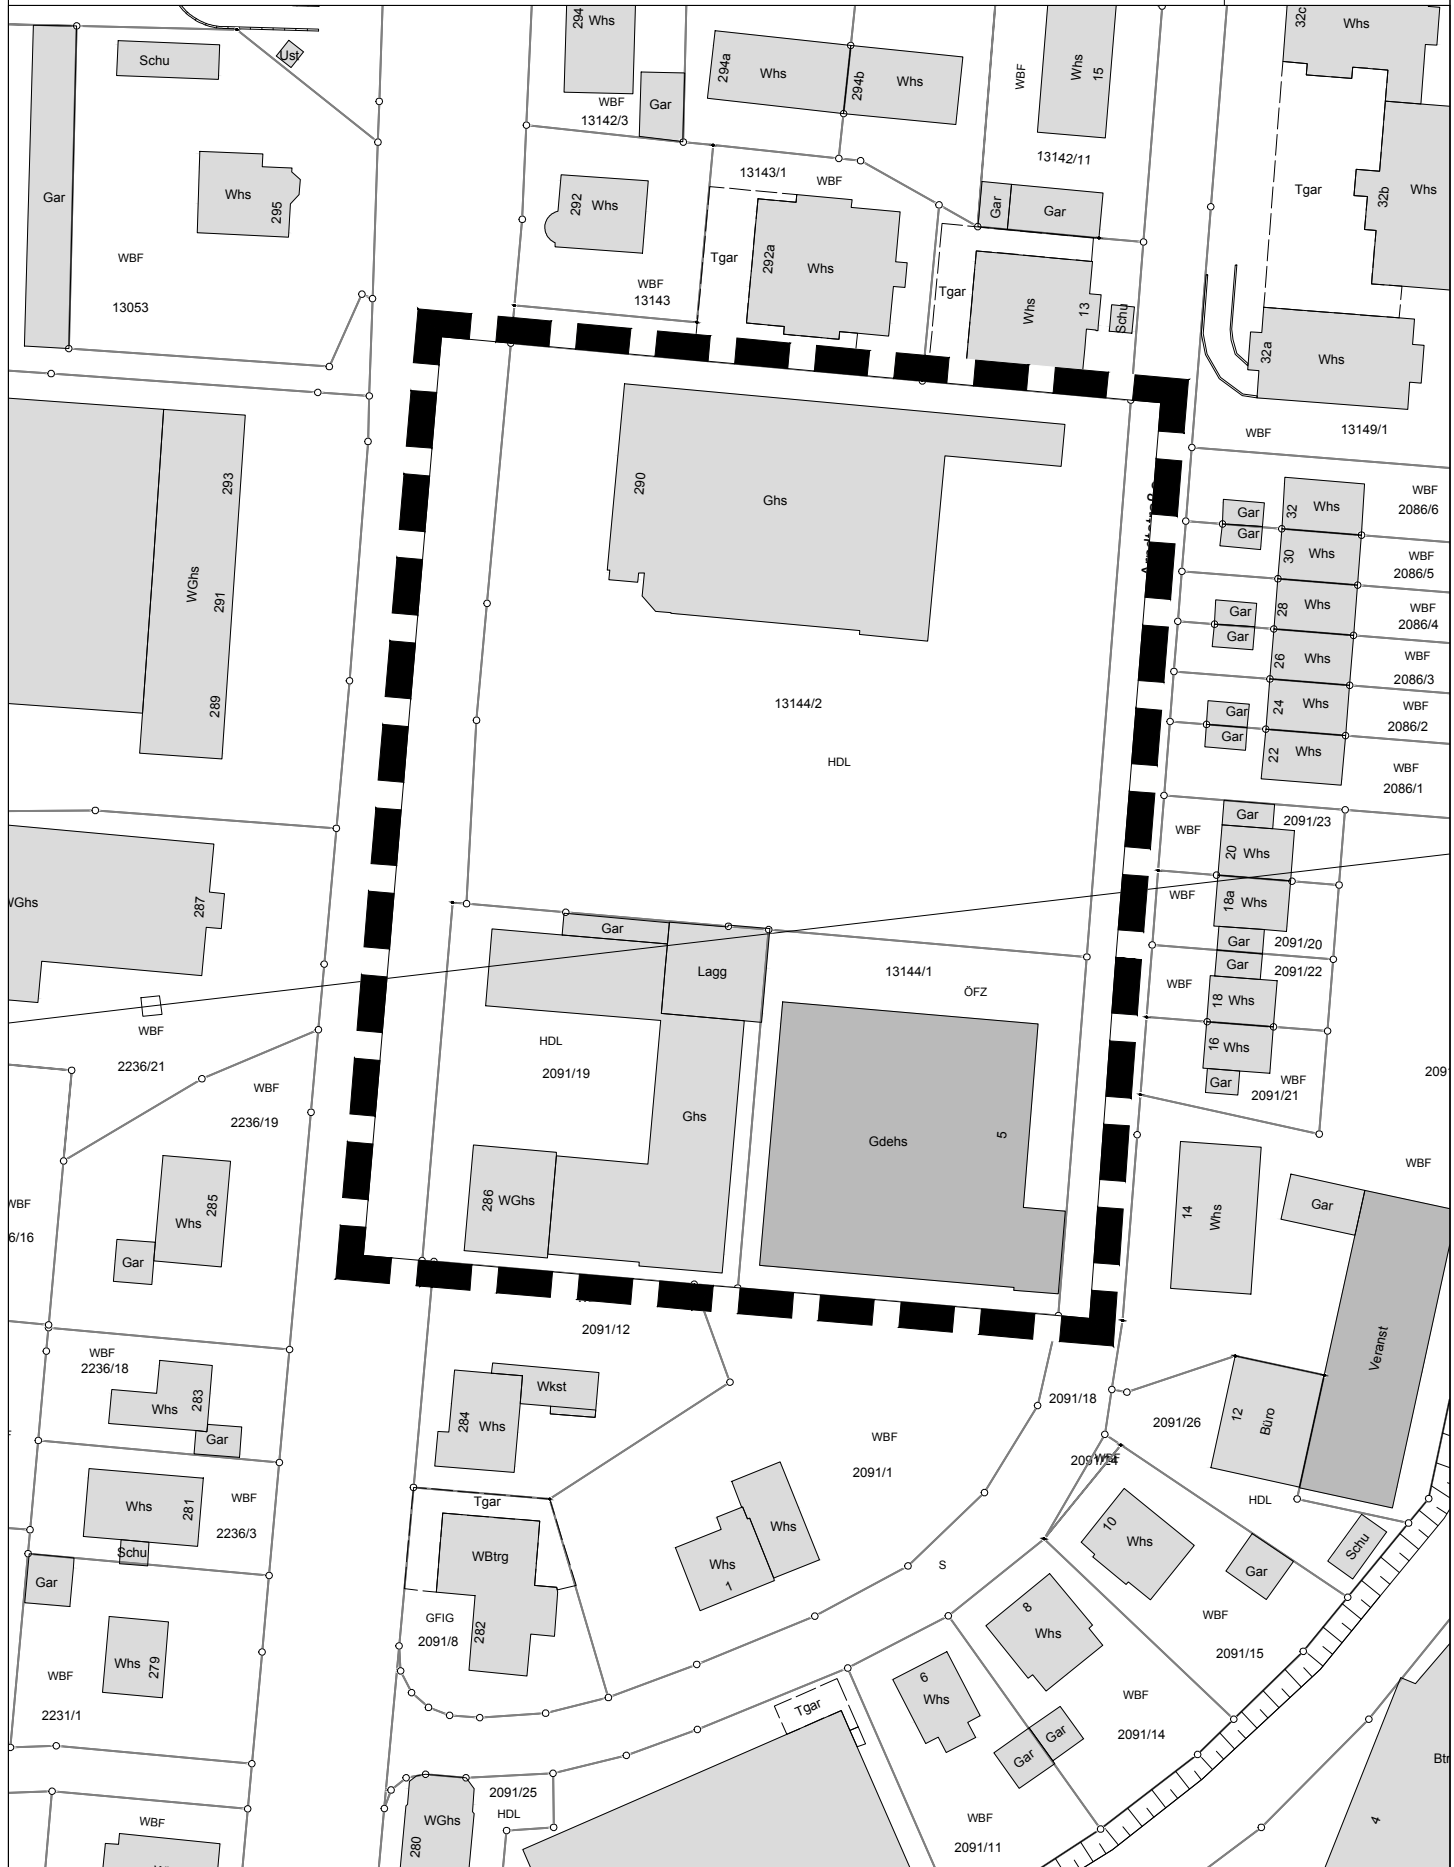 Schu
Ust
294
Whs
294a
Whs
294b
Whs
WBF
Whs
15
32c
Whs
WBF
13142/3
Gar
13142/11
Gar
Whs
295
WBF
13053
292
Whs
WBF
13143
13143/1
WBF
Tgar
292a
Whs
Gar
Gar
Tgar
Whs
13
Schu
Tgar
32b
Whs
32a
Whs
WBF
13149/1
293
WGhs
291
289
290
Ghs
13144/2
HDL
WBF
2086/6
Gar
Gar
32
Whs
30
Whs
WBF
2086/5
Gar
Gar
28
Whs
WBF
2086/4
26
Whs
WBF
2086/3
Gar
Gar
24
Whs
WBF
2086/2
22
Whs
WBF
2086/1
Gar
2091/23
WBF
20
Whs
WBF
18a
Whs
Gar
2091/20
Gar
2091/22
WBF
18
Whs
16
Whs
Gar
WBF
2091/21
287
WBF
2236/21
WBF
2236/19
Gar
Lagg
13144/1
ÖFZ
HDL
2091/19
Ghs
286
WGhs
Gdehs
5
WBF
285
Whs
Gar
14
Whs
Gar
Veranst
2091/12
284
Whs
Wkst
WBF
2236/18
Whs
283
Gar
WBF
2091/1
2091/18
2091/26
12
Büro
HDL
Schu
Whs
281
Schu
WBF
2236/3
Tgar
WBtrg
GFIG
2091/8
282
Whs
Whs
1
S
10
Whs
Gar
WBF
2091/15
Gar
Whs
279
WBF
2231/1
8
Whs
6
Whs
WBF
2091/14
Gar
Gar
Tgar
2091/25
HDL
WGhs
280
WBF
WBF
2091/11
4